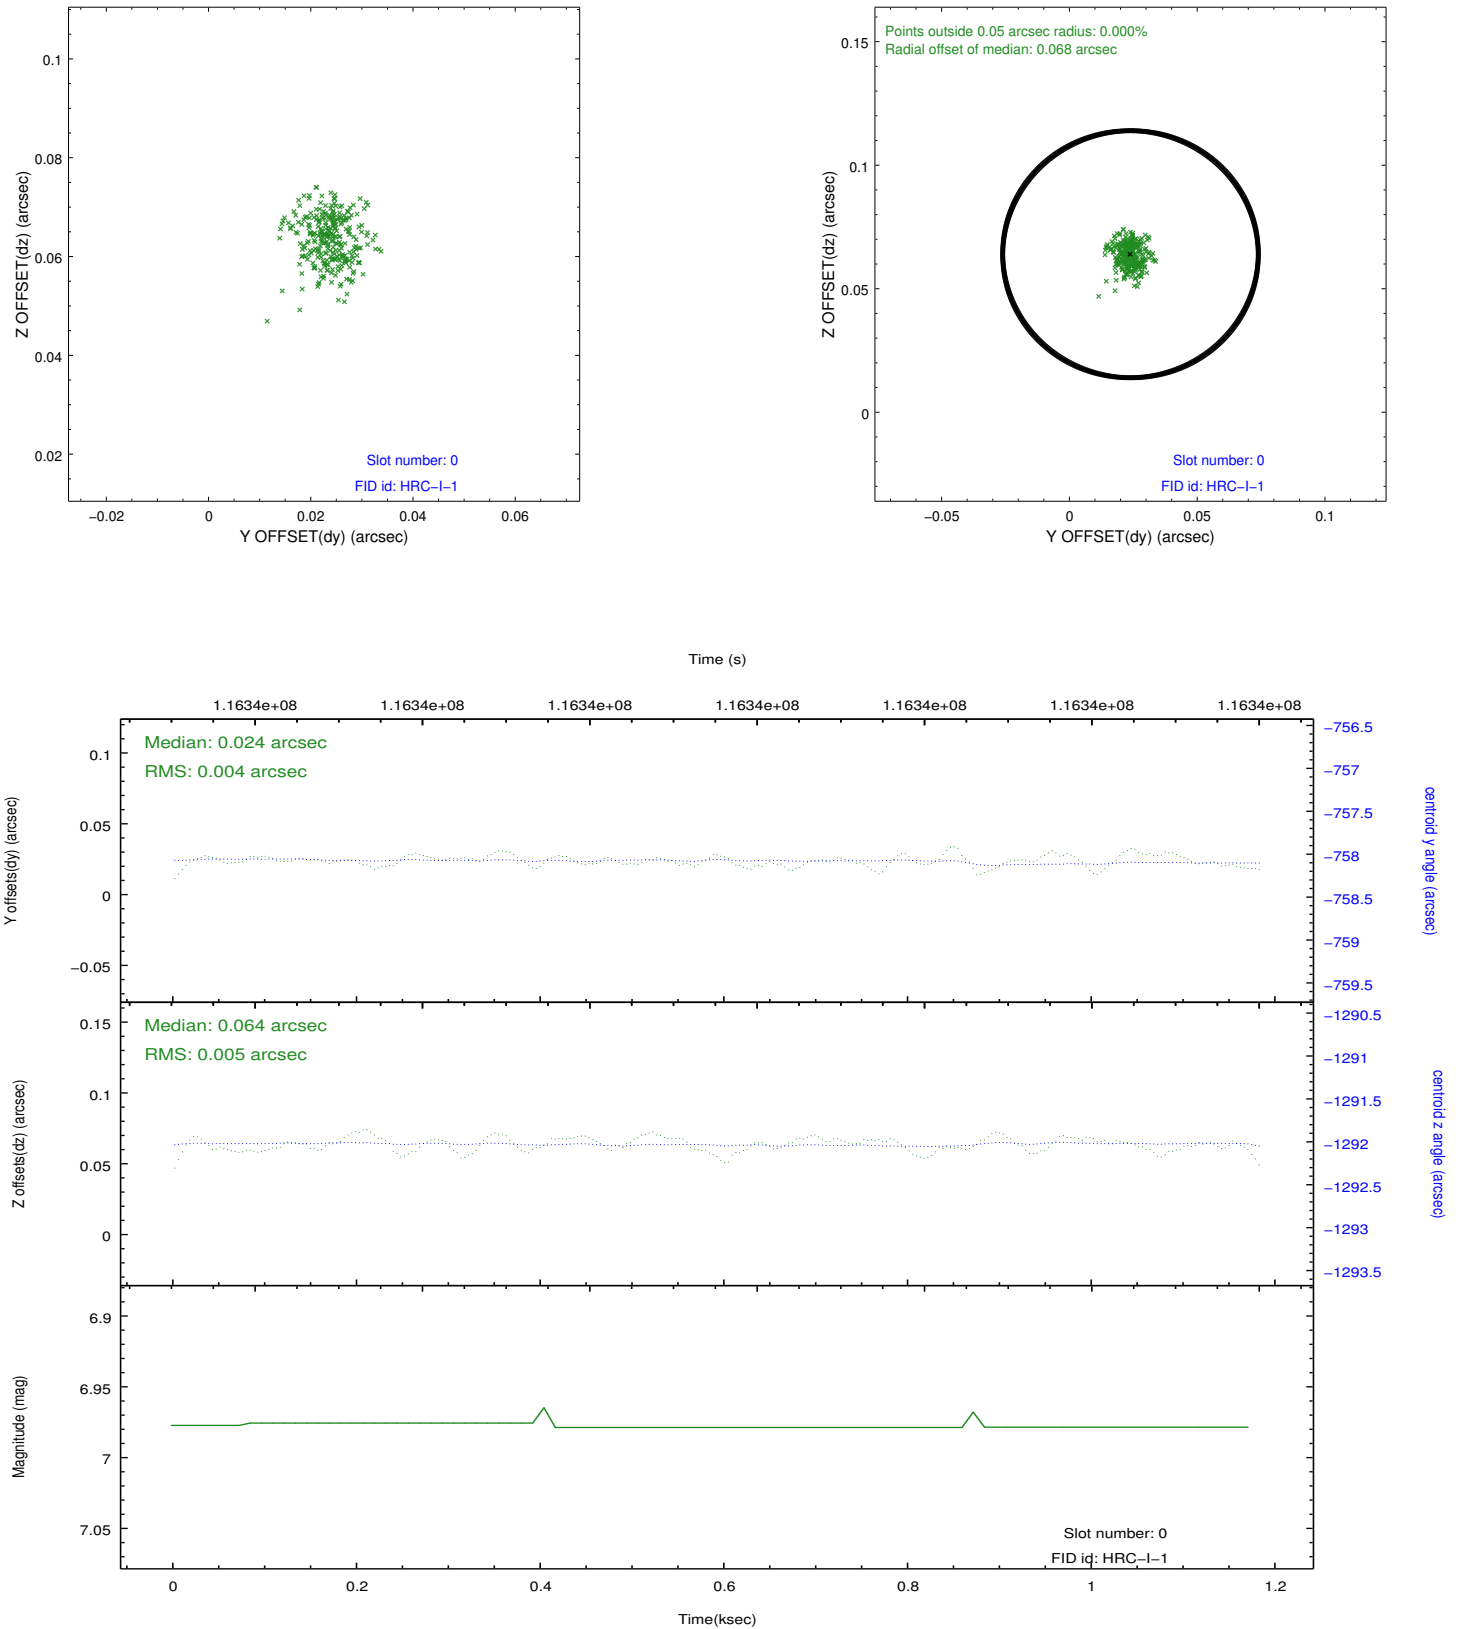 0.1
0.08
0.06
0.04
0.02
Z OFFSET(dz) (arcsec)
Slot number: 0
FID id: HRC−I−1
−0.02
0
0.02
0.04
0.06
Y OFFSET(dy) (arcsec)
Points outside 0.05 arcsec radius: 0.000%
Radial offset of median: 0.068 arcsec
0.15
0.1
0.05
0
Z OFFSET(dz) (arcsec)
Slot number: 0
FID id: HRC−I−1
−0.05
0
0.05
0.1
Y OFFSET(dy) (arcsec)
Time (s)
1.1634e+08
1.1634e+08
1.1634e+08
1.1634e+08
1.1634e+08
1.1634e+08
1.1634e+08
Median: 0.024 arcsec
RMS: 0.004 arcsec
0.1
0.05
0
−0.05
Y offsets(dy) (arcsec)
−756.5
−757
−757.5
−758
−758.5
−759
−759.5
centroid y angle (arcsec)
Median: 0.064 arcsec
RMS: 0.005 arcsec
0.15
0.1
0.05
0
Z offsets(dz) (arcsec)
−1290.5
−1291
−1291.5
−1292
−1292.5
−1293
−1293.5
centroid z angle (arcsec)
6.9
6.95
7
7.05
Magnitude (mag)
Slot number: 0
FID id: HRC−I−1
0
0.2
0.4
0.6
0.8
1
1.2
Time(ksec)